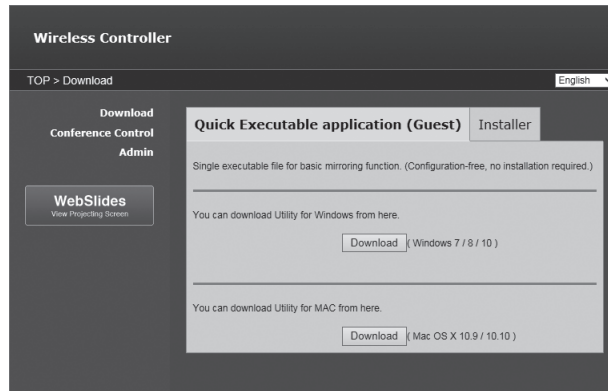 Wireless Controller
TOP > Download
English
Download
Conference Control
Admin
WebSlides
View Projecting Screen
Quick Executable application (Guest)
Installer
Single executable file for basic mirroring function. (Configuration-free, no installation required.)
You can download Utility for Windows from here.
Download ( Windows 7 / 8 / 10 )
You can download Utility for MAC from here.
Download ( Mac OS X 10.9 / 10.10 )